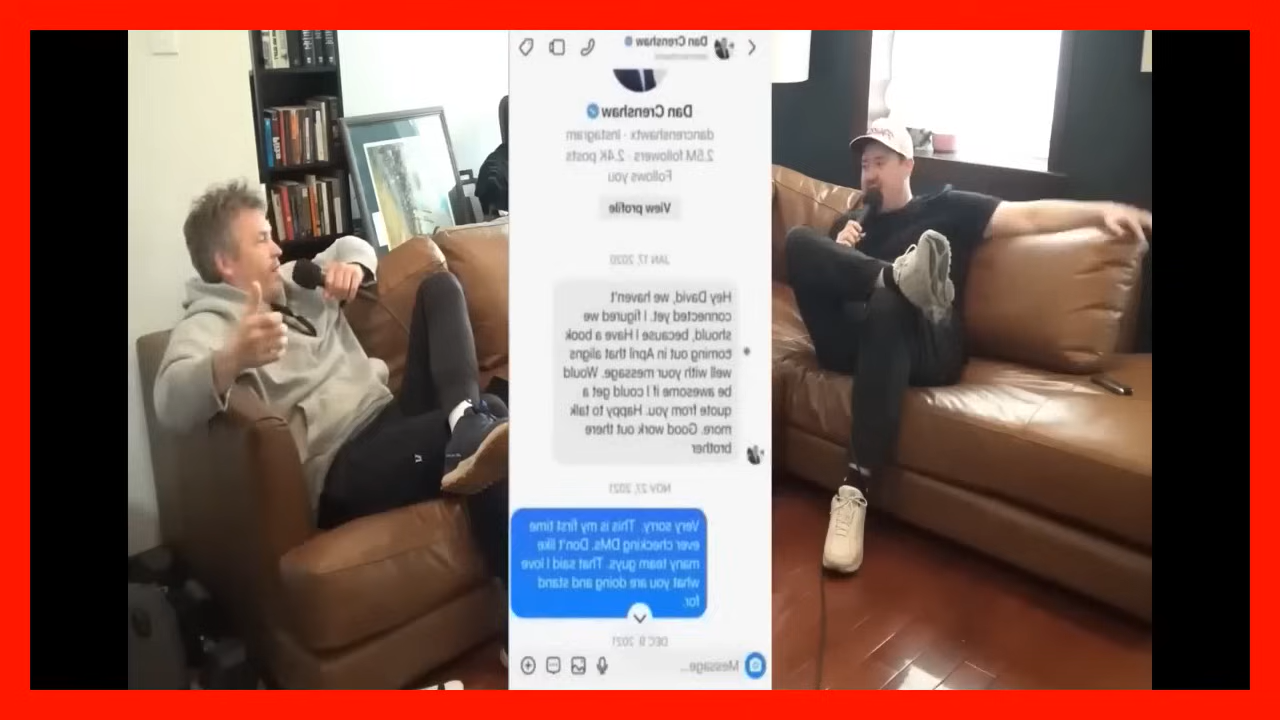 Dan Crenshaw
Dan Crenshaw
dancrenshawtx · Instagram
2.5M followers · 2.4K posts
Follows you
View profile
JAN 17, 2020
Hey David, we haven't
connected yet. I figured we
should, because I Have a book
coming out in April that aligns
well with your message. Would
be awesome if I could get a
quote from you. Happy to talk
more. Good work out there
brother
NOV 27, 2021
Very sorry. This is my first time
ever checking DMs. Don't like
many team guys. That said I love
what you are doing and stand
for.
DEC 9, 2021
Message...